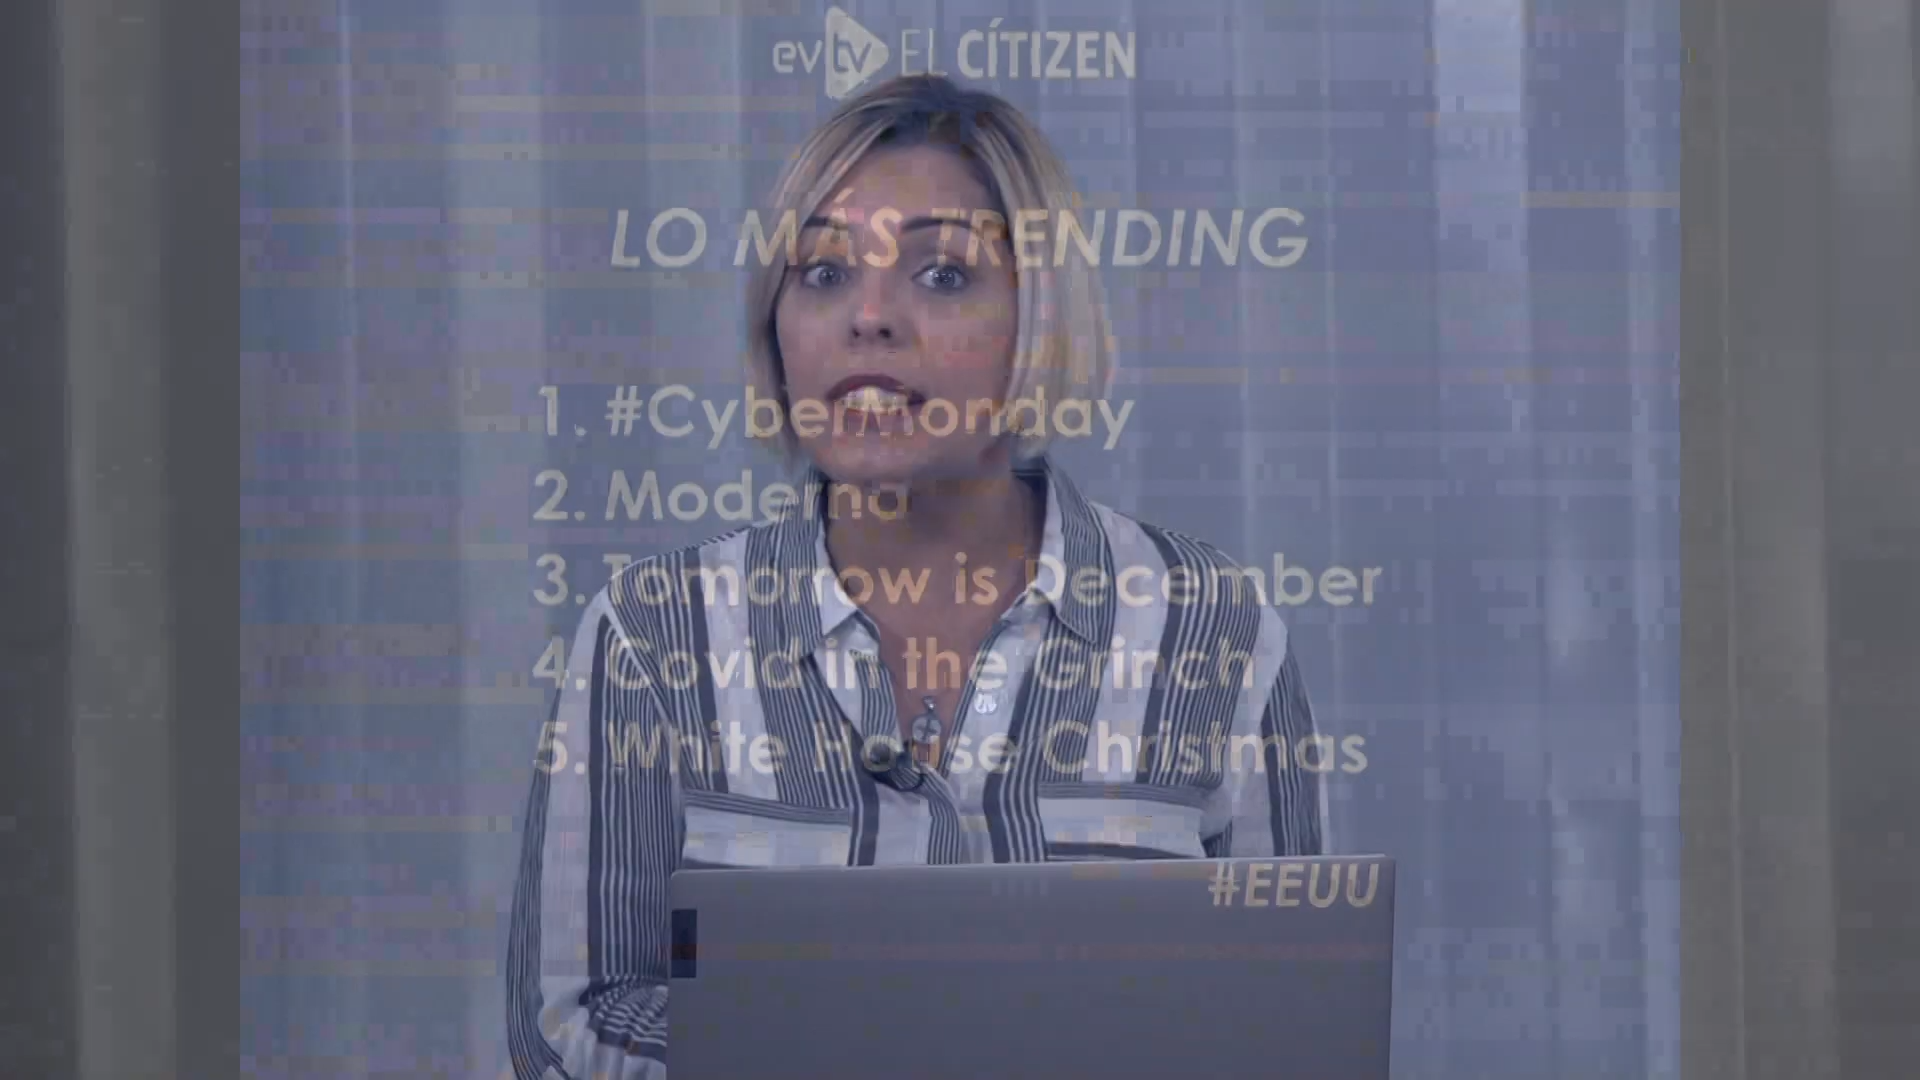 evtv EL CÍTIZEN
LO MÁS TRENDING
1. #CyberMonday
2. Moderna
3. Tomorrow is December
4. Covid in the Grinch
5. White House Christmas
#EEUU